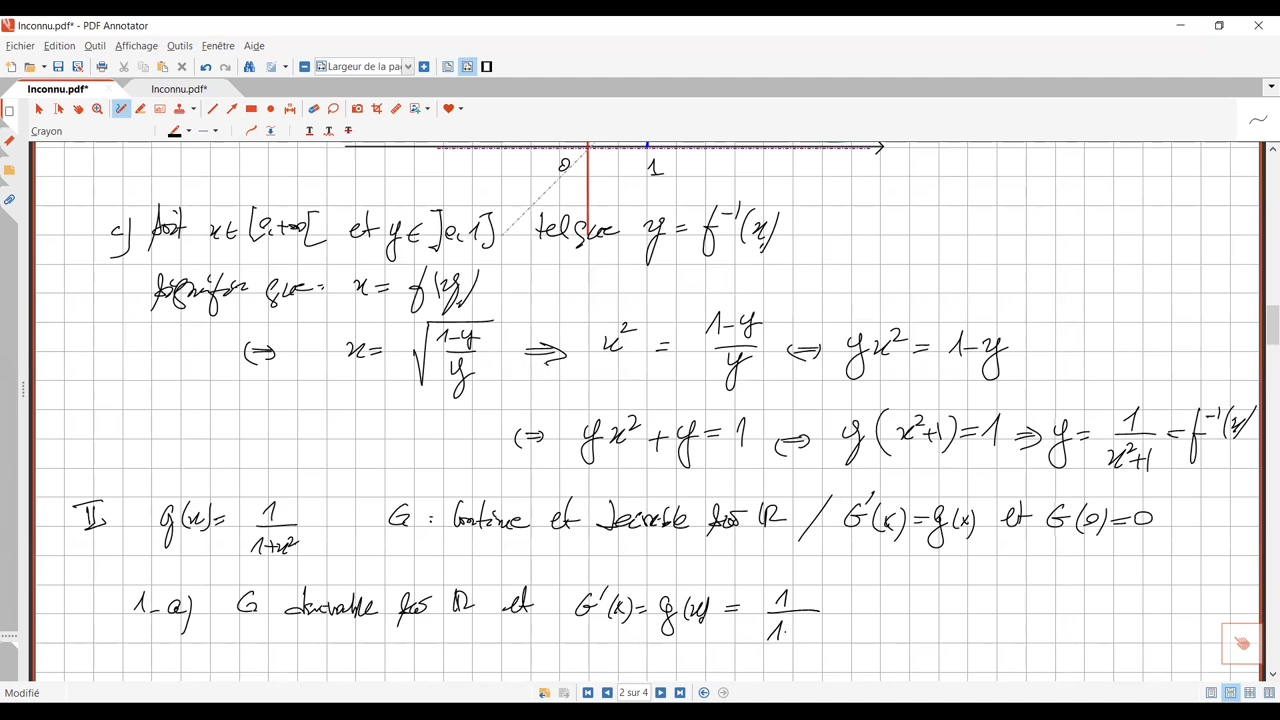 Inconnu.pdf* - PDF Annotator
Fichier Edition Outil Affichage Outils Fenêtre Aide
Largeur de la pa
Inconnu.pdf* Inconnu.pdf*
Crayon
0 1
c) soit x ∈ [0,+∞[ et y ∈ ]0,1] tel que y = f⁻¹(x)
signifie que x = f(y)
⇔ x = √((1-y)/y) ⇒ x² = (1-y)/y ⇔ yx² = 1-y
⇔ yx² + y = 1 ⇔ y(x²+1) = 1 ⇒ y = 1/(x²+1) = f⁻¹(x)
II g(x) = 1/(1+x²) G : continue et derivable sur ℝ / G'(x) = g(x) et G(0) = 0
1-a) G derivable sur ℝ et G'(x) = g(x) = 1/1
Modifié 2 sur 4